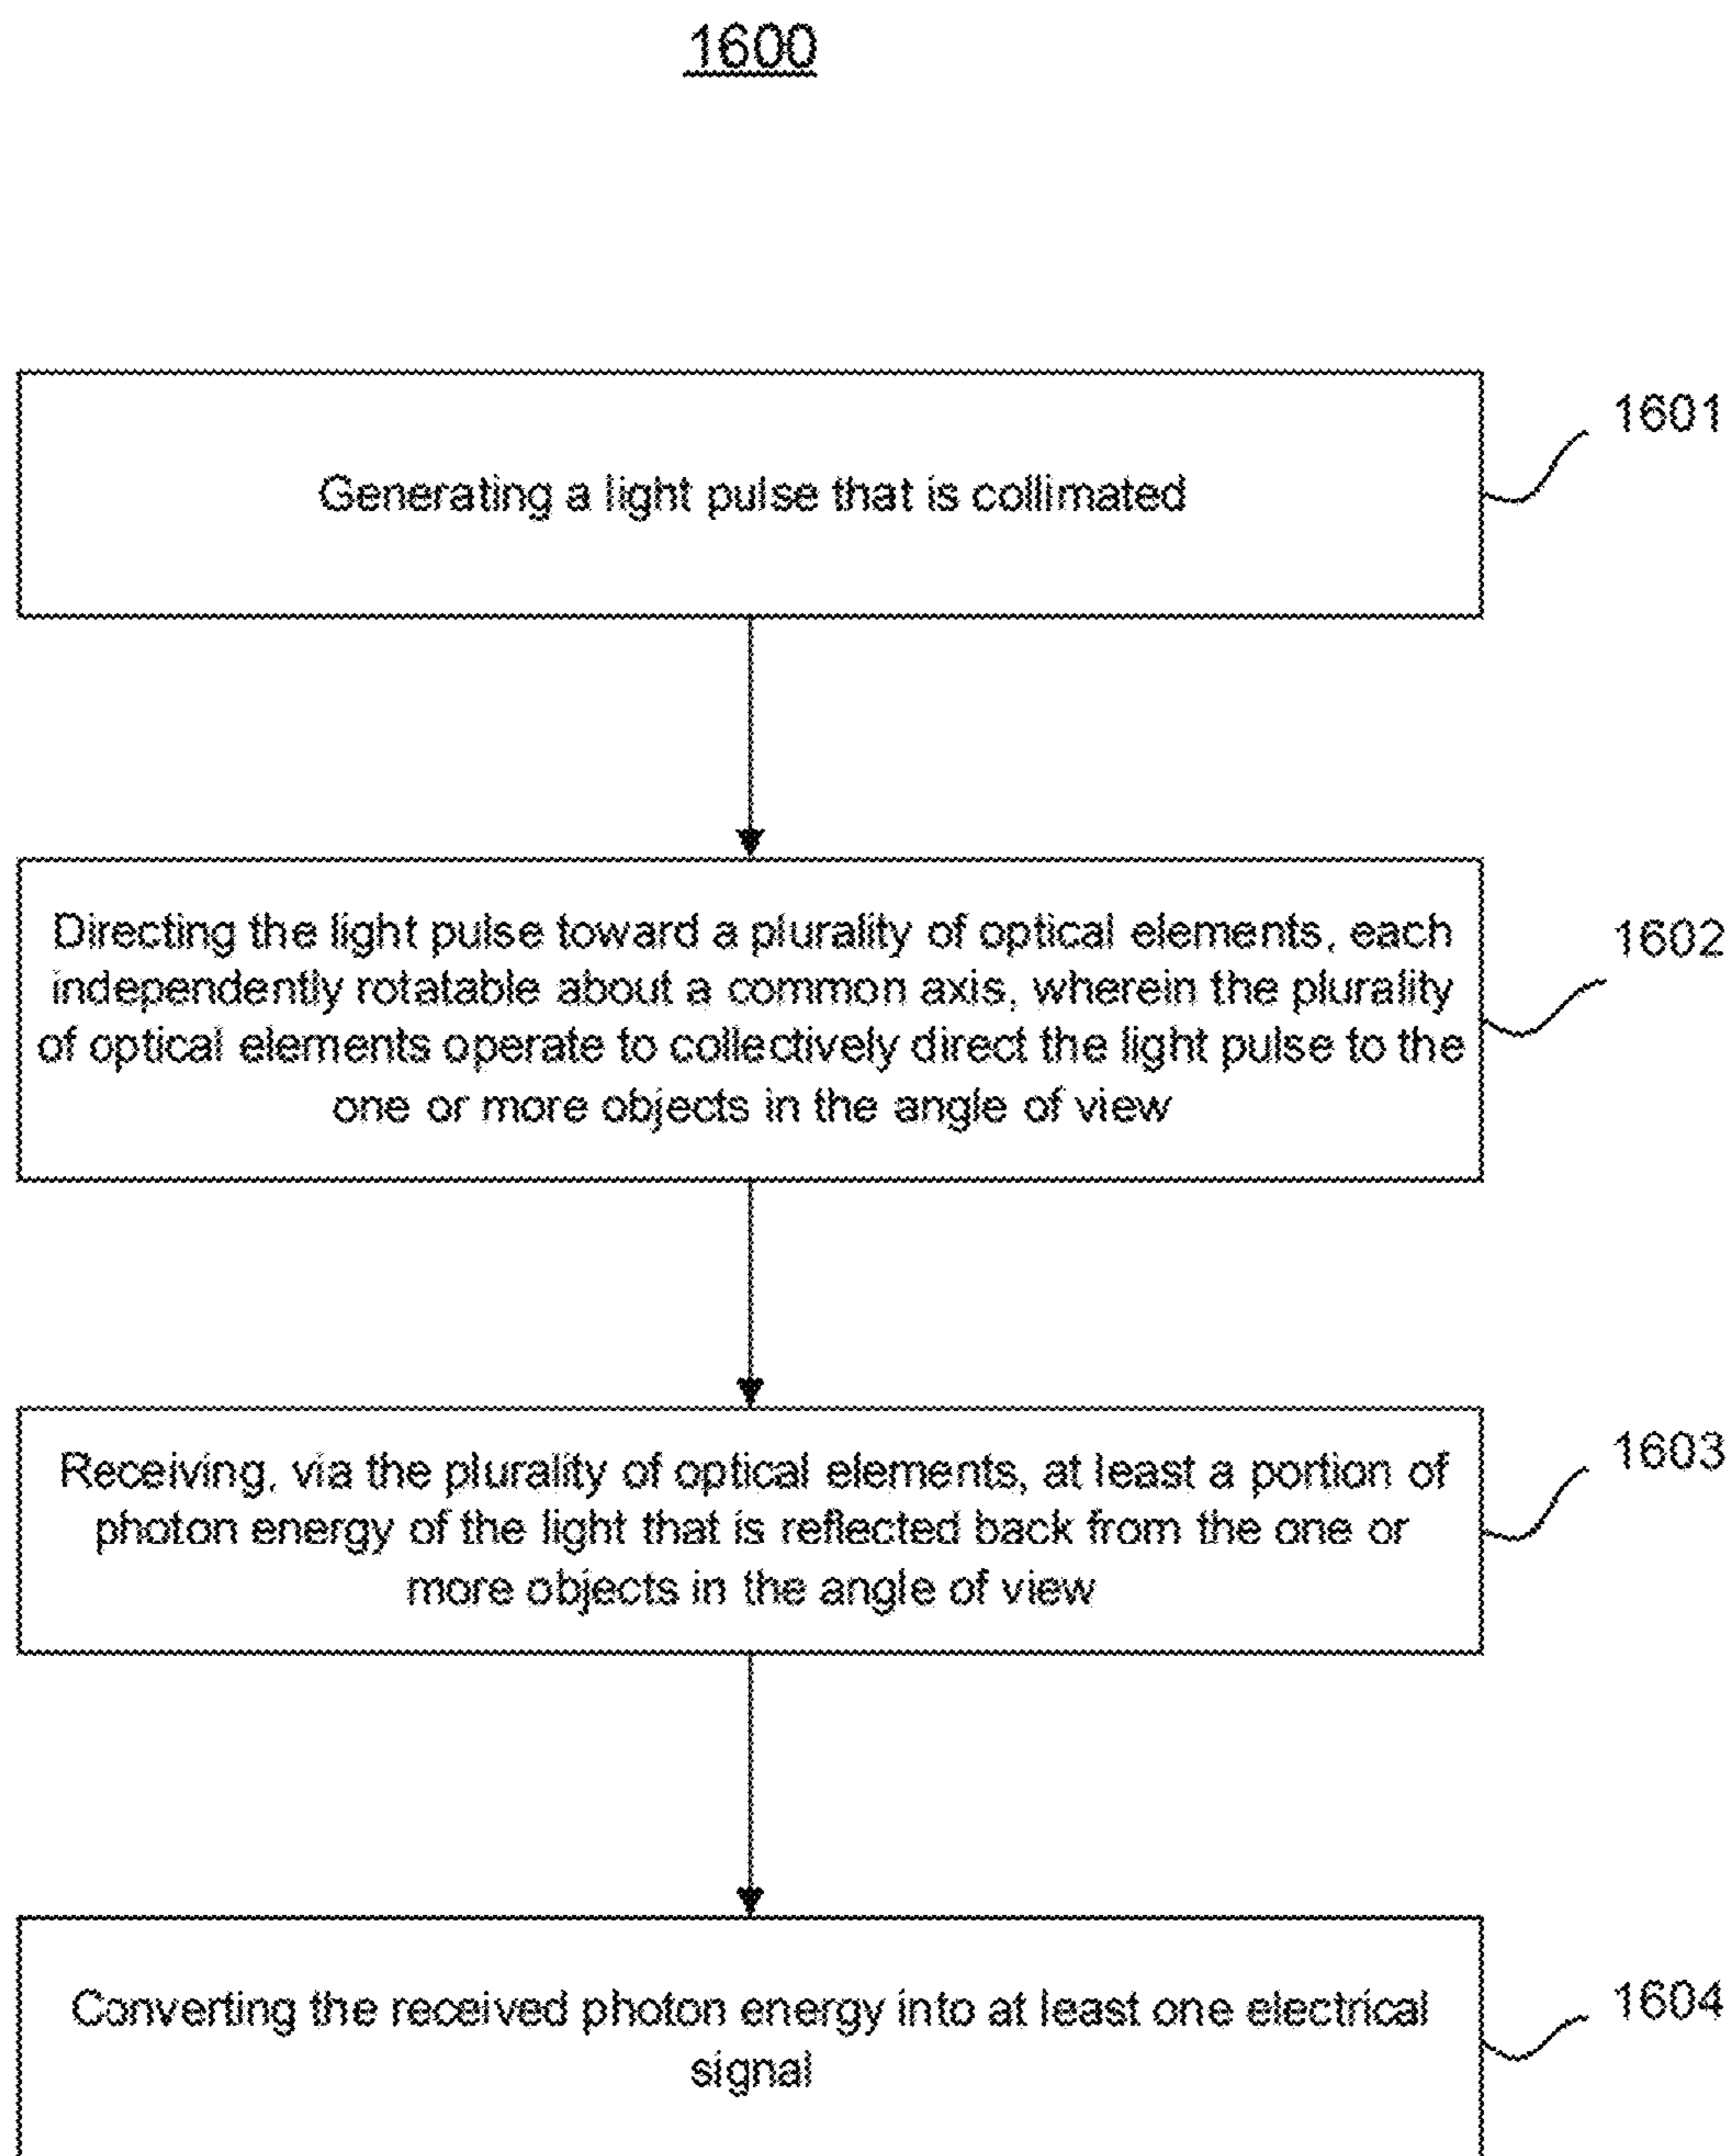 1600
Generating a light pulse that is collimated
1601
Directing the light pulse toward a plurality of optical elements, each
independently rotatable about a common axis, wherein the plurality
of optical elements operate to collectively direct the light pulse to the
one or more objects in the angle of view
1602
Receiving, via the plurality of optical elements, at least a portion of
photon energy of the light that is reflected back from the one or
more objects in the angle of view
1603
Converting the received photon energy into at least one electrical
signal
1604